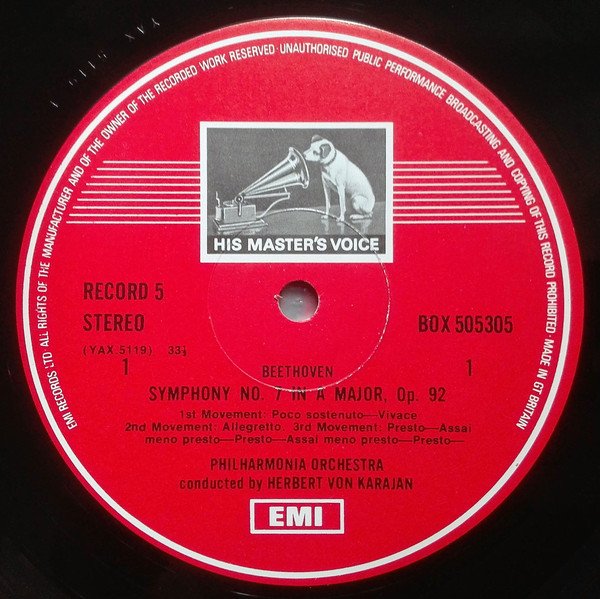 EMI RECORDS LTD ALL RIGHTS OF THE MANUFACTURER AND OF THE OWNER OF THE RECORDED WORK RESERVED · UNAUTHORISED PUBLIC PERFORMANCE BROADCASTING AND COPYING OF THIS RECORD PROHIBITED · MADE IN GT BRITAIN
HIS MASTER'S VOICE
RECORD 5
STEREO
BOX 505305
(YAX 5119) 33⅓
1
1
BEETHOVEN
SYMPHONY NO. 7 IN A MAJOR, Op. 92
1st Movement: Poco sostenuto—Vivace
2nd Movement: Allegretto. 3rd Movement: Presto—Assai
meno presto—Presto—Assai meno presto—Presto—
PHILHARMONIA ORCHESTRA
conducted by HERBERT VON KARAJAN
EMI